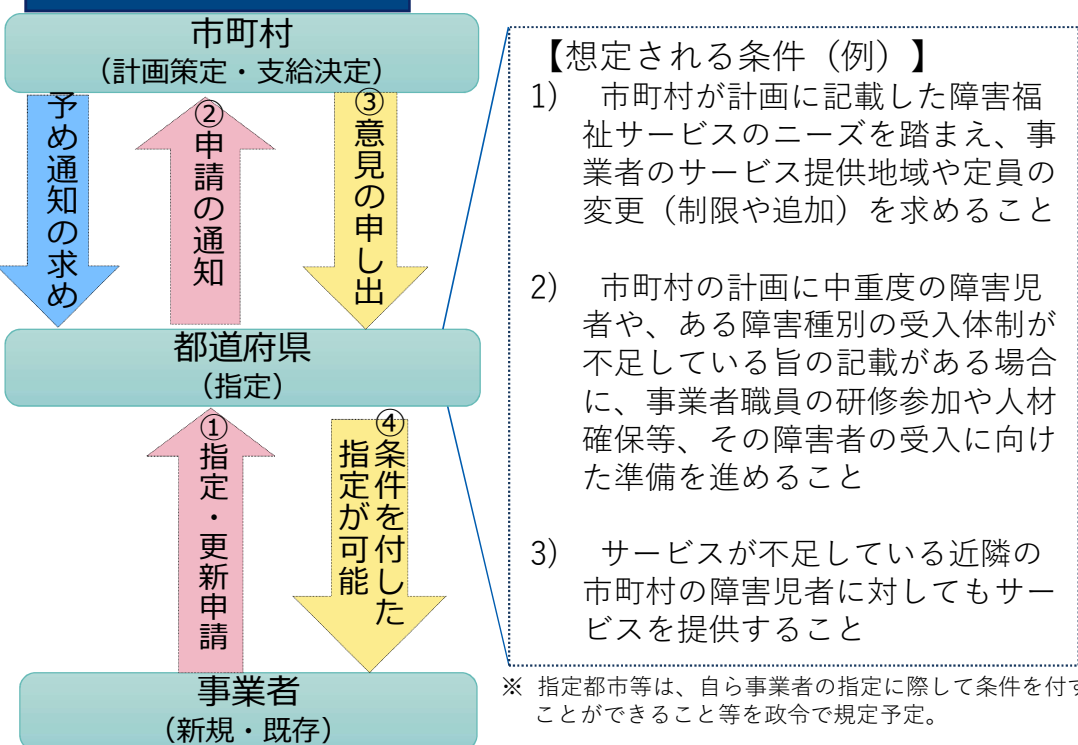 市町村
（計画策定・支給決定）
予め通知の求め
②申請の通知
③意見の申し出
都道府県
（指定）
①指定・更新申請
④条件を付した
指定が可能
事業者
（新規・既存）
【想定される条件（例）】
1)　市町村が計画に記載した障害福
祉サービスのニーズを踏まえ、事
業者のサービス提供地域や定員の
変更（制限や追加）を求めること
2)　市町村の計画に中重度の障害児
者や、ある障害種別の受入体制が
不足している旨の記載がある場合
に、事業者職員の研修参加や人材
確保等、その障害者の受入に向け
た準備を進めること
3)　サービスが不足している近隣の
市町村の障害児者に対してもサー
ビスを提供すること
※ 指定都市等は、自ら事業者の指定に際して条件を付す
ことができること等を政令で規定予定。